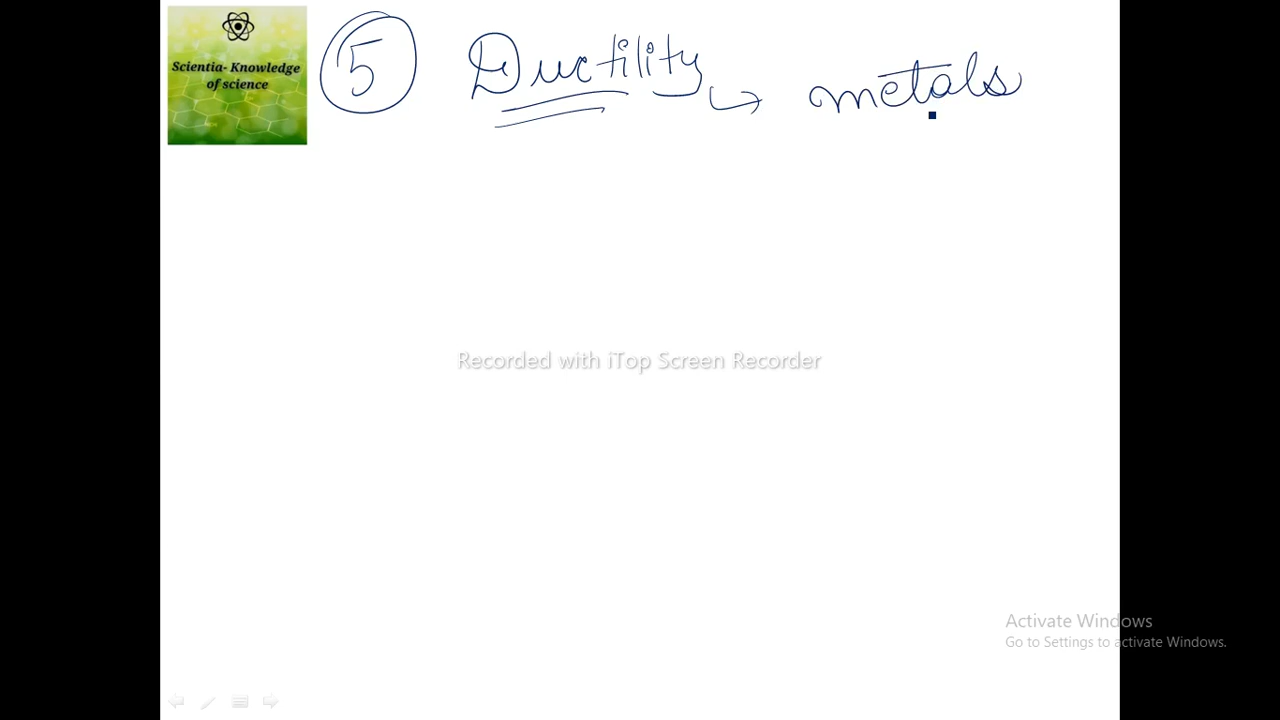 Scientia- Knowledge
of science
5 Ductility ↳ metals
Recorded with iTop Screen Recorder
Activate Windows
Go to Settings to activate Windows.